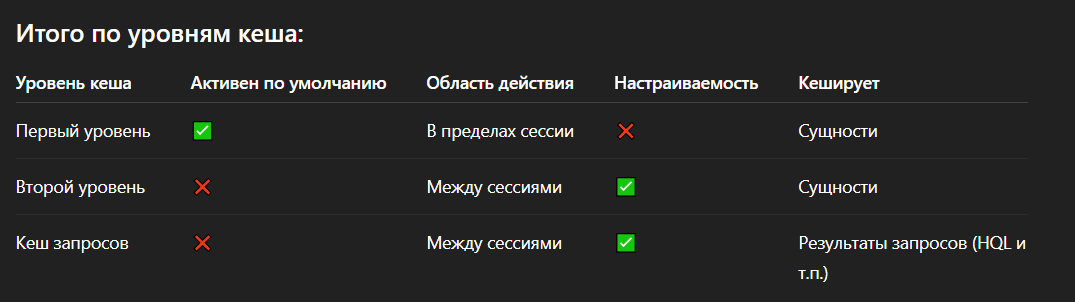 Итого по уровням кеша:
Уровень кеша Активен по умолчанию Область действия Настраиваемость Кеширует
Первый уровень ✅ В пределах сессии ❌ Сущности
Второй уровень ❌ Между сессиями ✅ Сущности
Кеш запросов ❌ Между сессиями ✅ Результаты запросов (HQL и
т.п.)